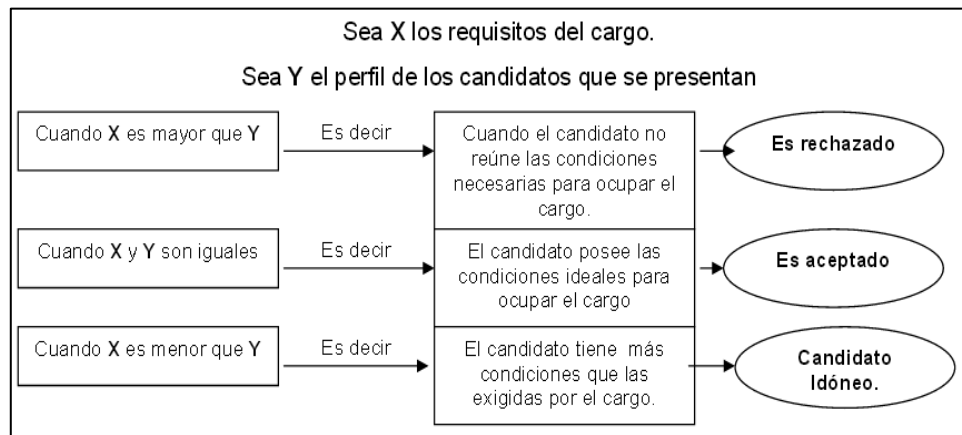 Sea X los requisitos del cargo.
Sea Y el perfil de los candidatos que se presentan
Cuando X es mayor que Y
Es decir
Cuando el candidato no
reúne las condiciones
necesarias para ocupar el
cargo.
Es rechazado
Cuando X y Y son iguales
Es decir
El candidato posee las
condiciones ideales para
ocupar el cargo
Es aceptado
Cuando X es menor que Y
Es decir
El candidato tiene más
condiciones que las
exigidas por el cargo.
Candidato
Idóneo.